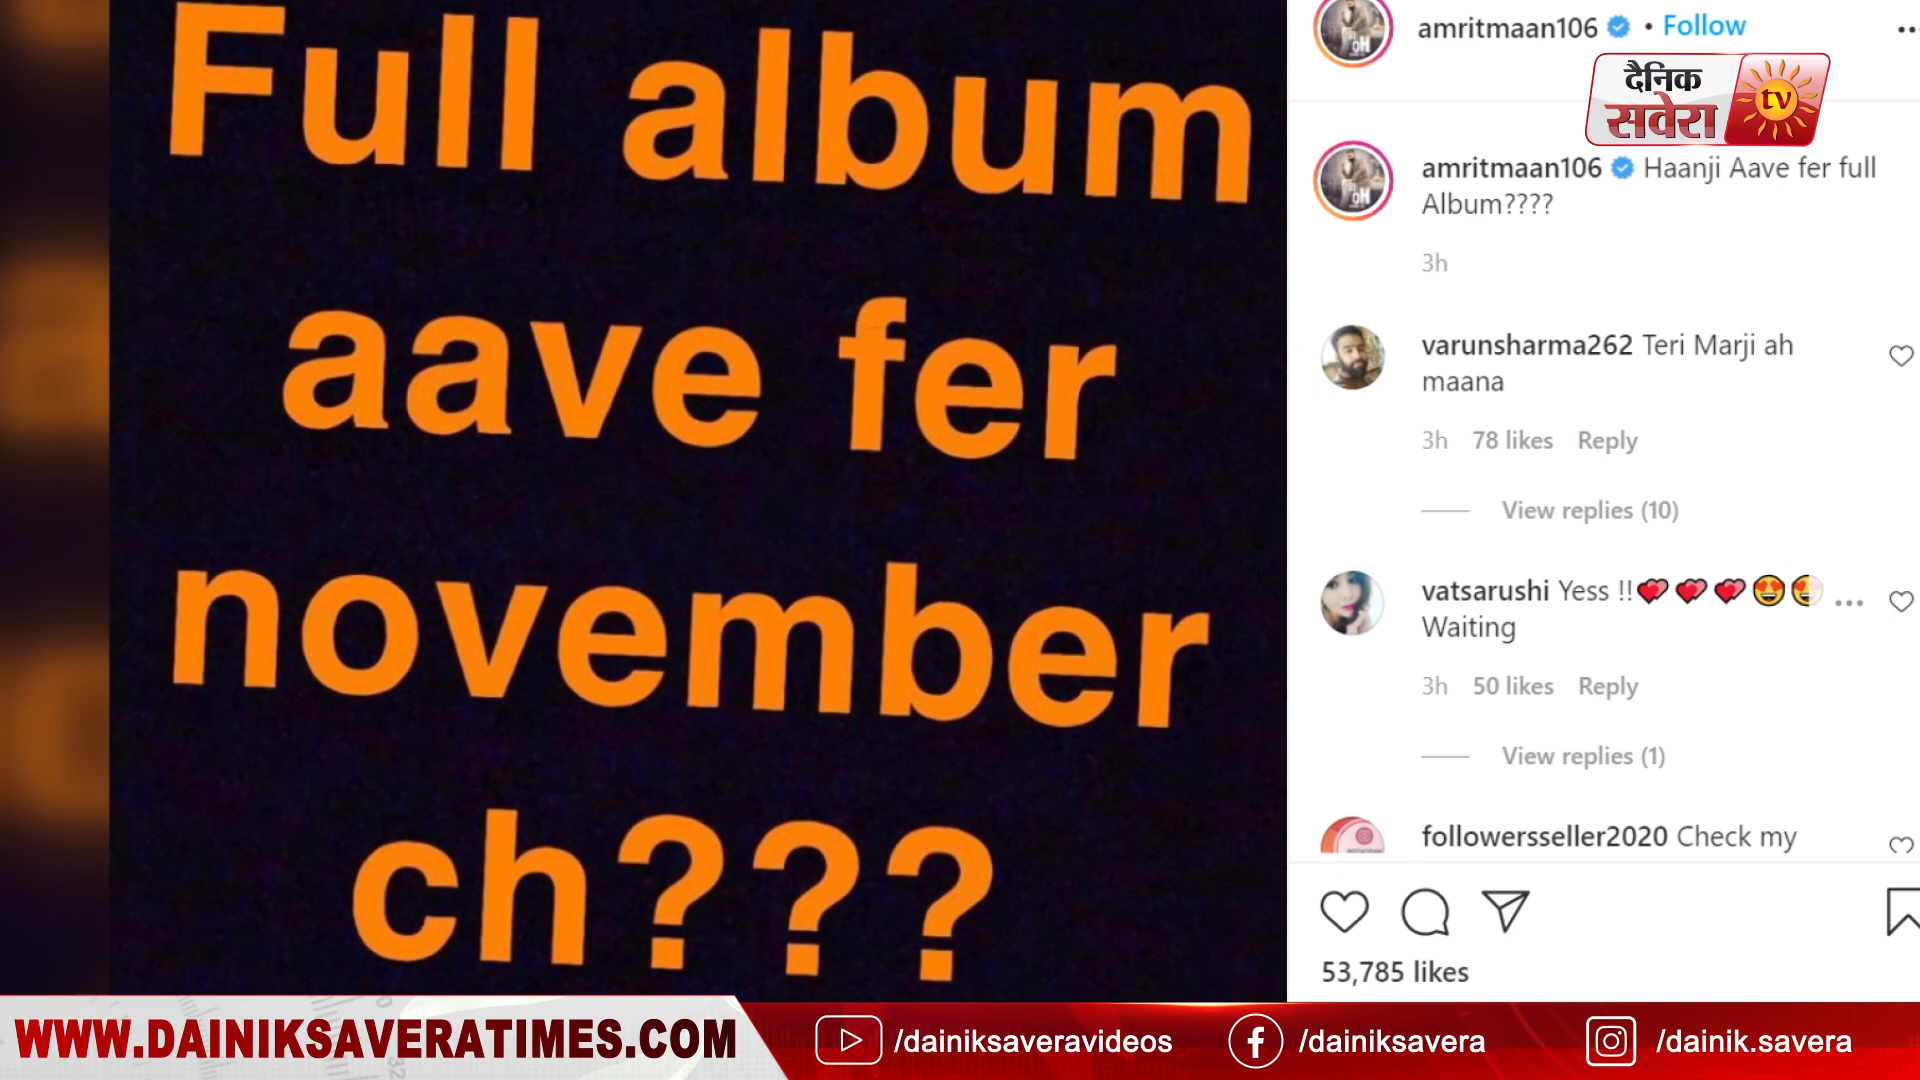 Full album
aave fer
november
ch???
amritmaan106 • Follow
दैनिक
सवेरा
tv
amritmaan106 Haanji Aave fer full
Album????
3h
varunsharma262 Teri Marji ah
maana
3h 78 likes Reply
View replies (10)
vatsarushi Yess !!💕💕💕😍😍
Waiting
3h 50 likes Reply
View replies (1)
followersseller2020 Check my
53,785 likes
WWW.DAINIKSAVERATIMES.COM
/dainiksaveravideos
/dainiksavera
/dainik.savera